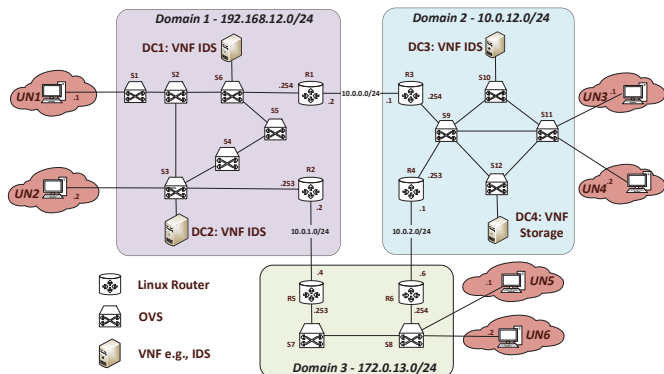 Domain 1 - 192.168.12.0/24
Domain 2 - 10.0.12.0/24
DC1: VNF IDS
DC3: VNF IDS
S1
S2
S6
.254
R1
10.0.0.0/24
R3
.254
S10
UN1
.1
.2
.1
S9
S11
.1
UN3
S5
S4
UN2
.2
S3
.253
R2
.2
R4
.253
.1
S12
.2
UN4
DC2: VNF IDS
DC4: VNF
Storage
10.0.1.0/24
10.0.2.0/24
Linux Router
OVS
VNF e.g., IDS
.4
R5
.253
S7
.6
R6
.254
S8
.1
UN5
.2
UN6
Domain 3 - 172.0.13.0/24